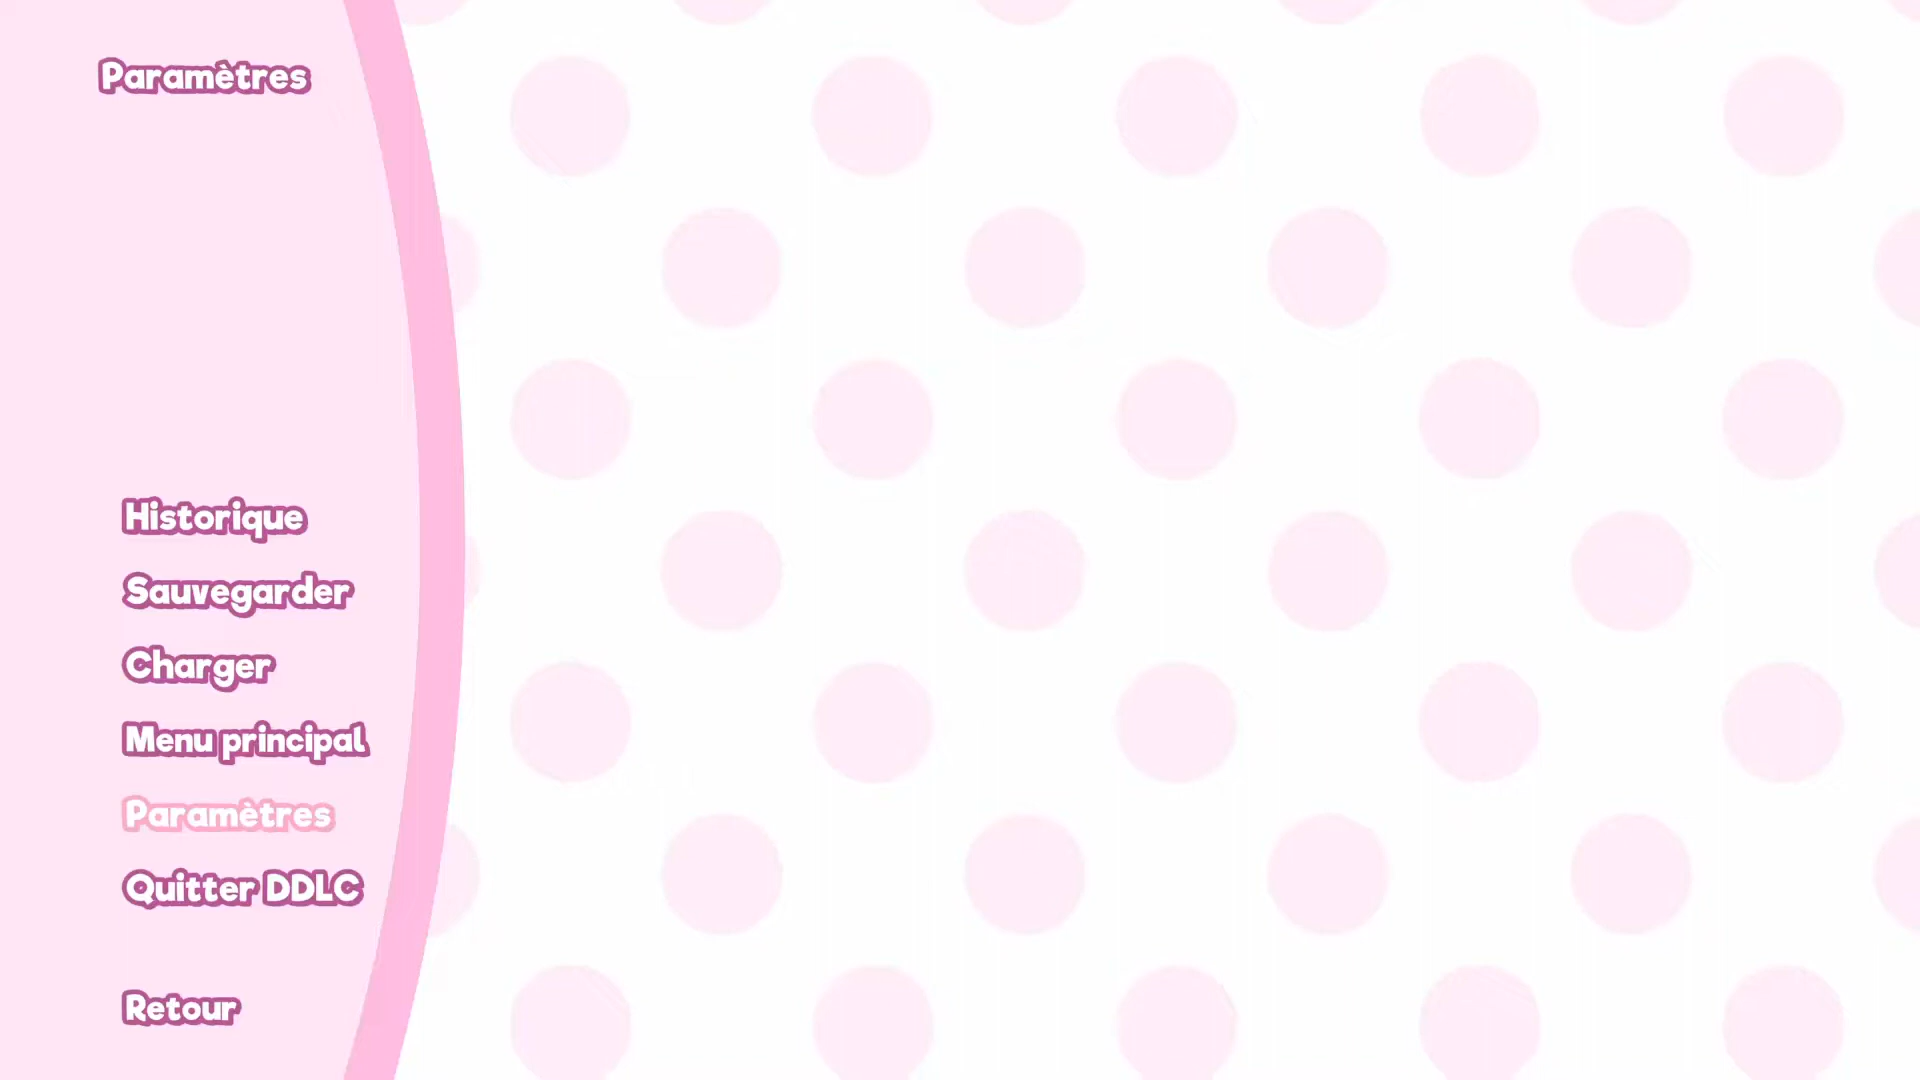 Paramètres
Historique
Sauvegarder
Charger
Menu principal
Paramètres
Quitter DDLC
Retour